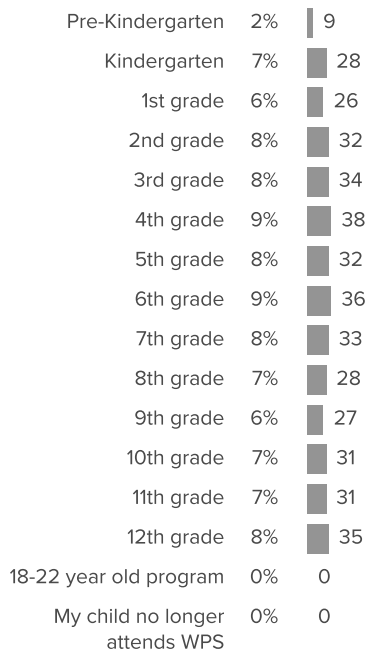 Pre-Kindergarten 2% 9
Kindergarten 7% 28
1st grade 6% 26
2nd grade 8% 32
3rd grade 8% 34
4th grade 9% 38
5th grade 8% 32
6th grade 9% 36
7th grade 8% 33
8th grade 7% 28
9th grade 6% 27
10th grade 7% 31
11th grade 7% 31
12th grade 8% 35
18-22 year old program 0% 0
My child no longer 0% 0
attends WPS